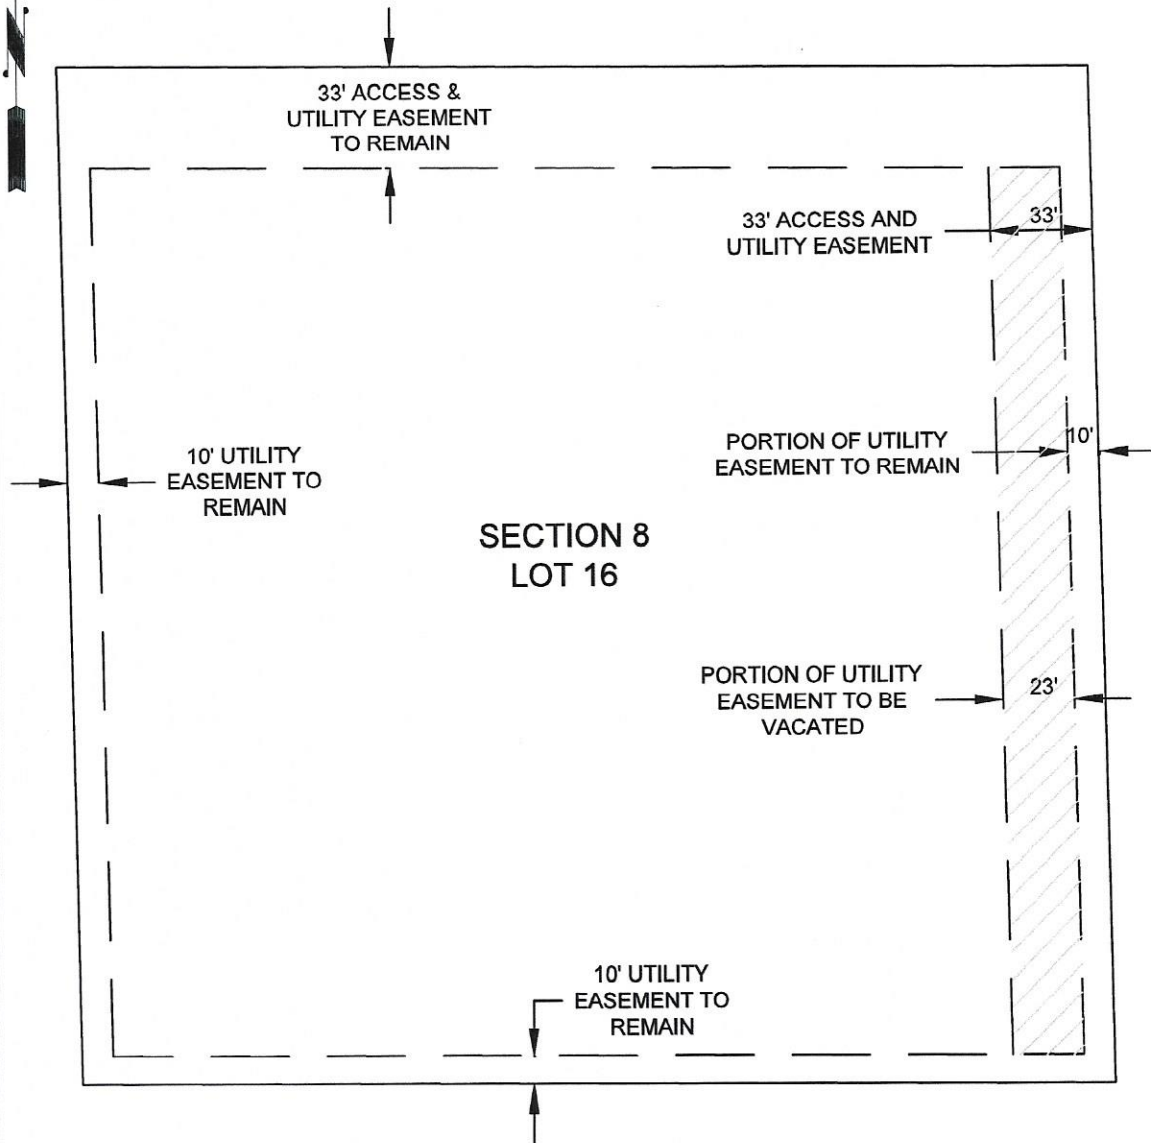 33' ACCESS &
UTILITY EASEMENT
TO REMAIN
33' ACCESS AND
UTILITY EASEMENT
33'
10' UTILITY
EASEMENT TO
REMAIN
PORTION OF UTILITY
EASEMENT TO REMAIN
10'
SECTION 8
LOT 16
PORTION OF UTILITY
EASEMENT TO BE
VACATED
23'
10' UTILITY
EASEMENT TO
REMAIN